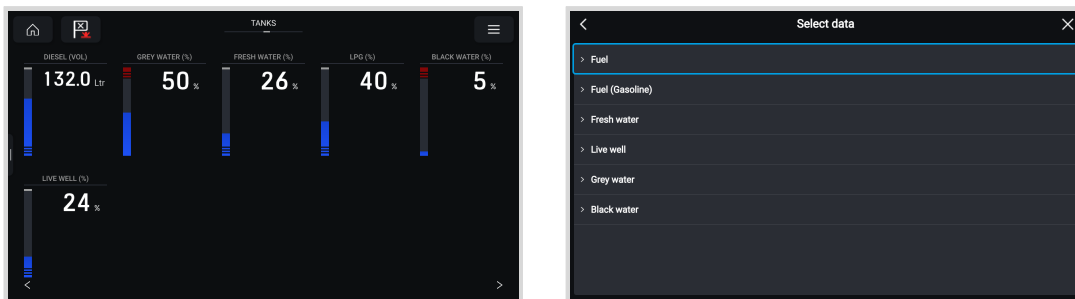 TANKS
DIESEL (VOL)
132.0 Ltr
GREY WATER (%)
50 %
FRESH WATER (%)
26 %
LPG (%)
40 %
BLACK WATER (%)
5 %
LIVE WELL (%)
24 %
Select data
Fuel
Fuel (Gasoline)
Fresh water
Live well
Grey water
Black water